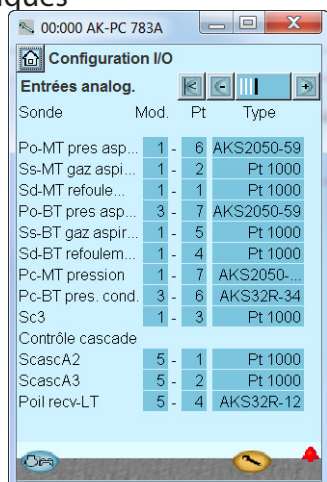 iques
00:000 AK-PC 783A
Configuration I/O
Entrées analog.
Sonde Mod. Pt Type
Po-MT pres asp... 1 - 6 AKS2050-59
Ss-MT gaz aspi... 1 - 2 Pt 1000
Sd-MT refoule... 1 - 1 Pt 1000
Po-BT pres asp... 3 - 7 AKS2050-59
Ss-BT gaz aspir... 1 - 5 Pt 1000
Sd-BT refoulem... 1 - 4 Pt 1000
Pc-MT pression 1 - 7 AKS2050-...
Pc-BT pres. cond. 3 - 6 AKS32R-34
Sc3 1 - 3 Pt 1000
Contrôle cascade
ScascA2 5 - 1 Pt 1000
ScascA3 5 - 2 Pt 1000
Poil recv-LT 5 - 4 AKS32R-12